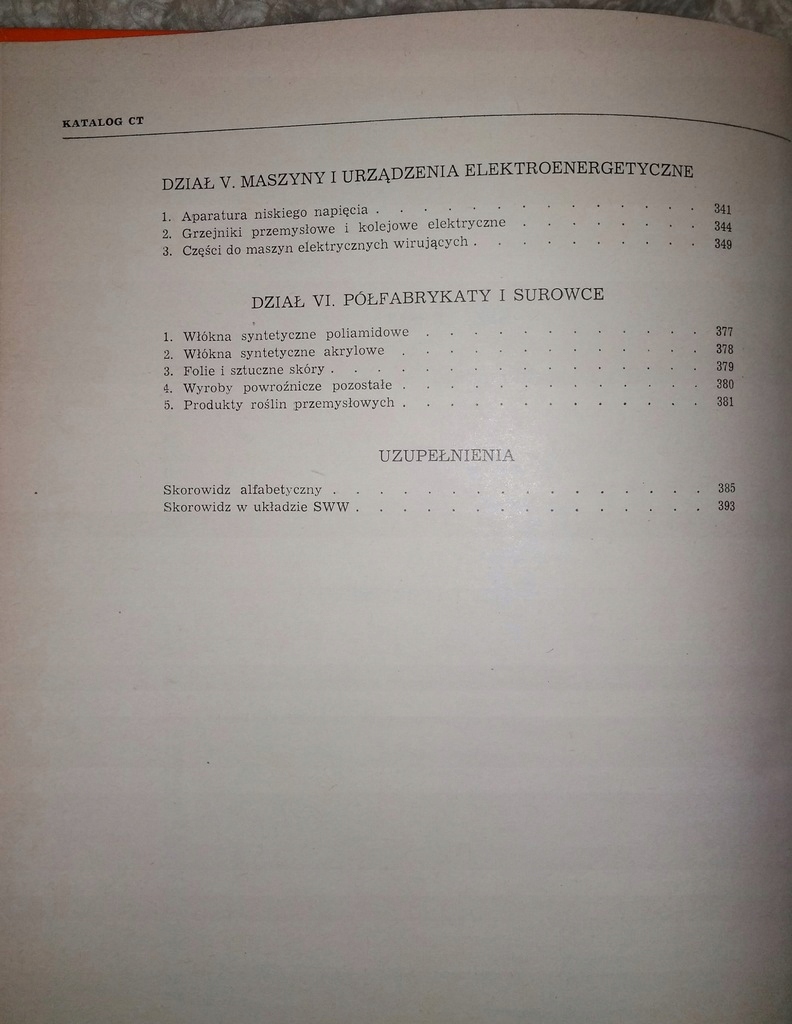 KATALOG CT
DZIAŁ V. MASZYNY I URZĄDZENIA ELEKTROENERGETYCZNE
1. Aparatura niskiego napięcia . . . . . . . . . . . . . . 341
2. Grzejniki przemysłowe i kolejowe elektryczne . . . . . . . . 344
3. Części do maszyn elektrycznych wirujących . . . . . . . . . . 349
DZIAŁ VI. PÓŁFABRYKATY I SUROWCE
1. Włókna syntetyczne poliamidowe . . . . . . . . . . . . 377
2. Włókna syntetyczne akrylowe . . . . . . . . . . . . . 378
3. Folie i sztuczne skóry . . . . . . . . . . . . . . . . 379
4. Wyroby powroźnicze pozostałe . . . . . . . . . . . . . 380
5. Produkty roślin przemysłowych . . . . . . . . . . . . . 381
UZUPEŁNIENIA
Skorowidz alfabetyczny . . . . . . . . . . . . . . . . 385
Skorowidz w układzie SWW . . . . . . . . . . . . . . . 393